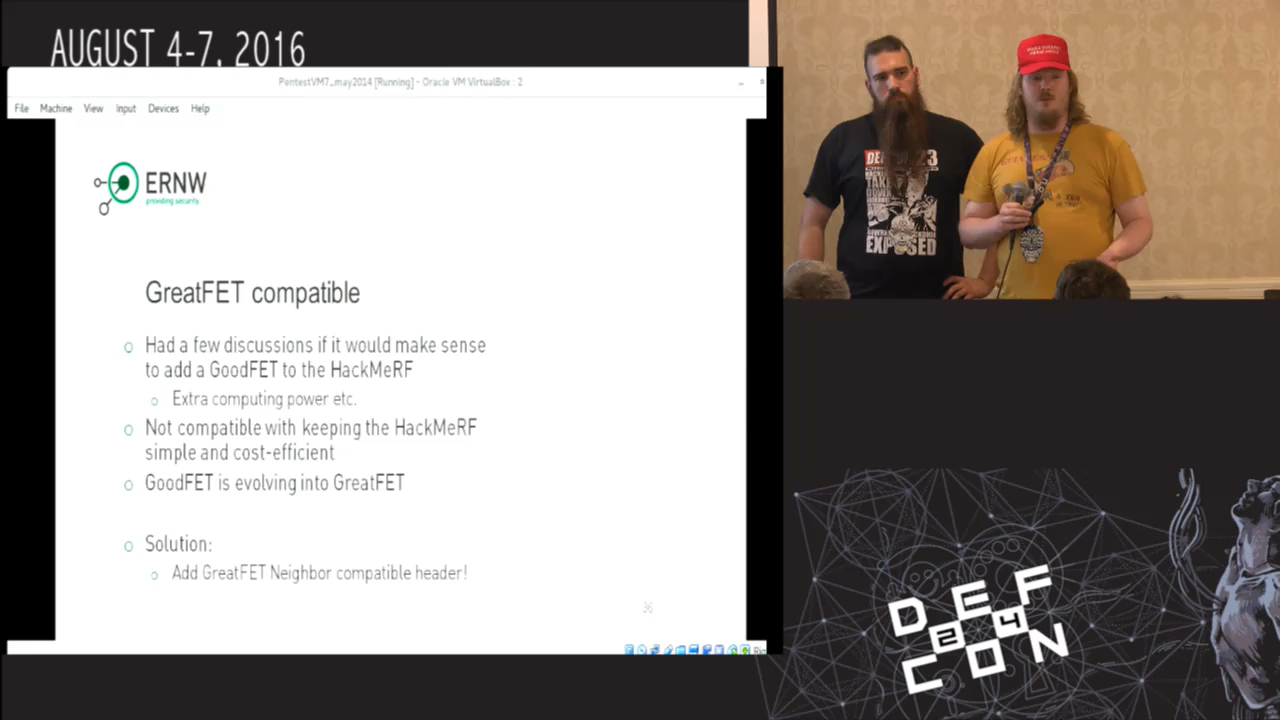 AUGUST 4-7, 2016
PentestVM7_may2014 [Running] - Oracle VM VirtualBox : 2
File Machine View Input Devices Help
ERNW
providing security.
GreatFET compatible
Had a few discussions if it would make sense
to add a GoodFET to the HackMeRF
Extra computing power etc.
Not compatible with keeping the HackMeRF
simple and cost-efficient
GoodFET is evolving into GreatFET
Solution:
Add GreatFET Neighbor compatible header!
36
TAKE
EXPOSED
DEF
24
CON